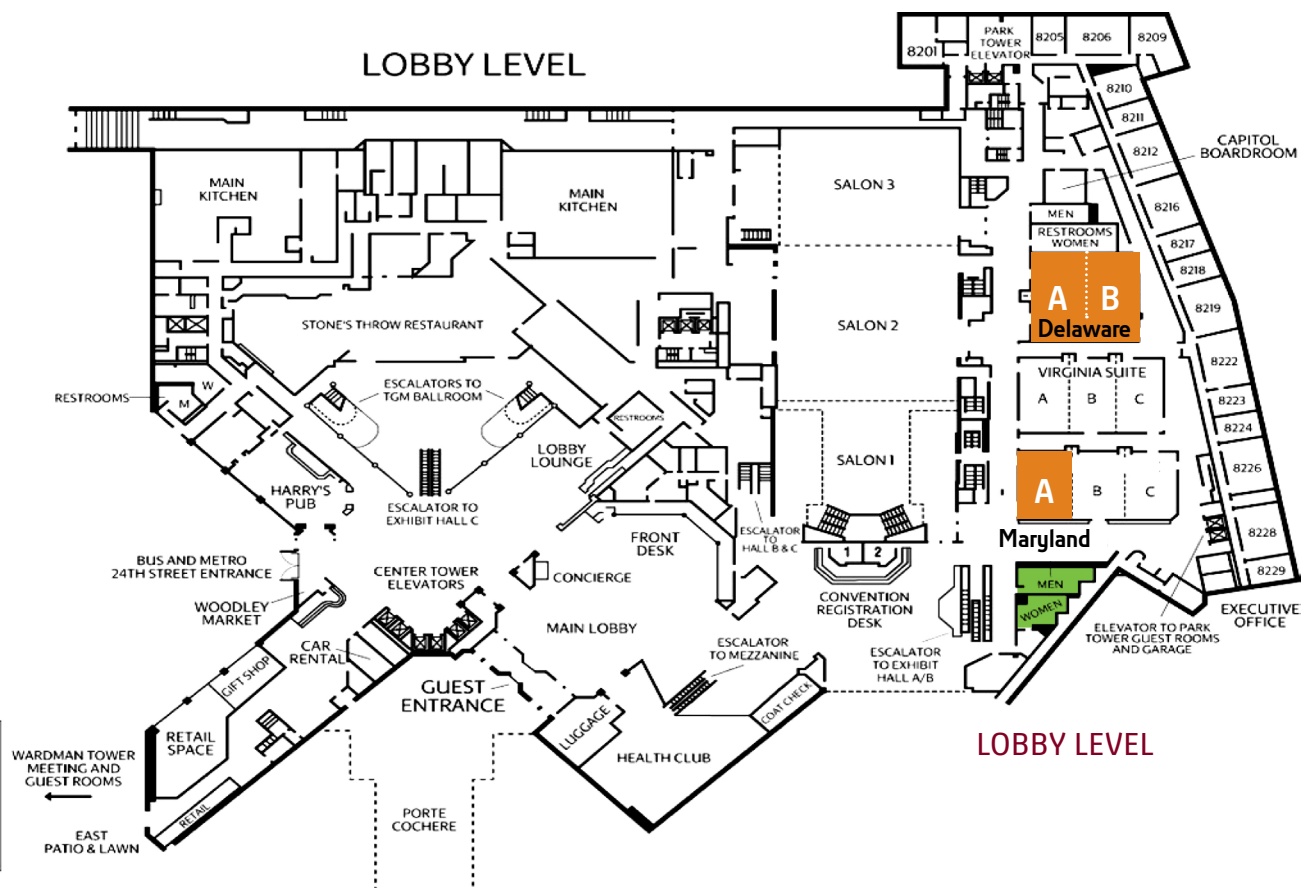 LOBBY LEVEL
8201
PARK
TOWER
ELEVATOR
8205
8206
8209
8210
8211
8212
CAPITOL
BOARDROOM
8216
8217
8218
8219
8222
8223
8224
8226
8228
8229
MAIN
KITCHEN
MAIN
KITCHEN
SALON 3
MEN
RESTROOMS
WOMEN
A B
Delaware
STONE'S THROW RESTAURANT
SALON 2
VIRGINIA SUITE
A B C
RESTROOMS
W
M
ESCALATORS TO
TGM BALLROOM
RESTROOMS
LOBBY
LOUNGE
SALON 1
A B C
Maryland
HARRY'S
PUB
ESCALATOR TO
EXHIBIT HALL C
FRONT
DESK
ESCALATOR
TO
HALL B & C
1 2
CONVENTION
REGISTRATION
DESK
BUS AND METRO
24TH STREET ENTRANCE
CENTER TOWER
ELEVATORS
CONCIERGE
WOODLEY
MARKET
MEN
WOMEN
EXECUTIVE
OFFICE
ELEVATOR TO PARK
TOWER GUEST ROOMS
AND GARAGE
MAIN LOBBY
ESCALATOR
TO MEZZANINE
ESCALATOR
TO EXHIBIT
HALL A/B
CAR
RENTAL
GIFT SHOP
GUEST
ENTRANCE
COAT CHECK
LUGGAGE
RETAIL
SPACE
HEALTH CLUB
LOBBY LEVEL
WARDMAN TOWER
MEETING AND
GUEST ROOMS
RETAIL
PORTE
COCHERE
EAST
PATIO & LAWN